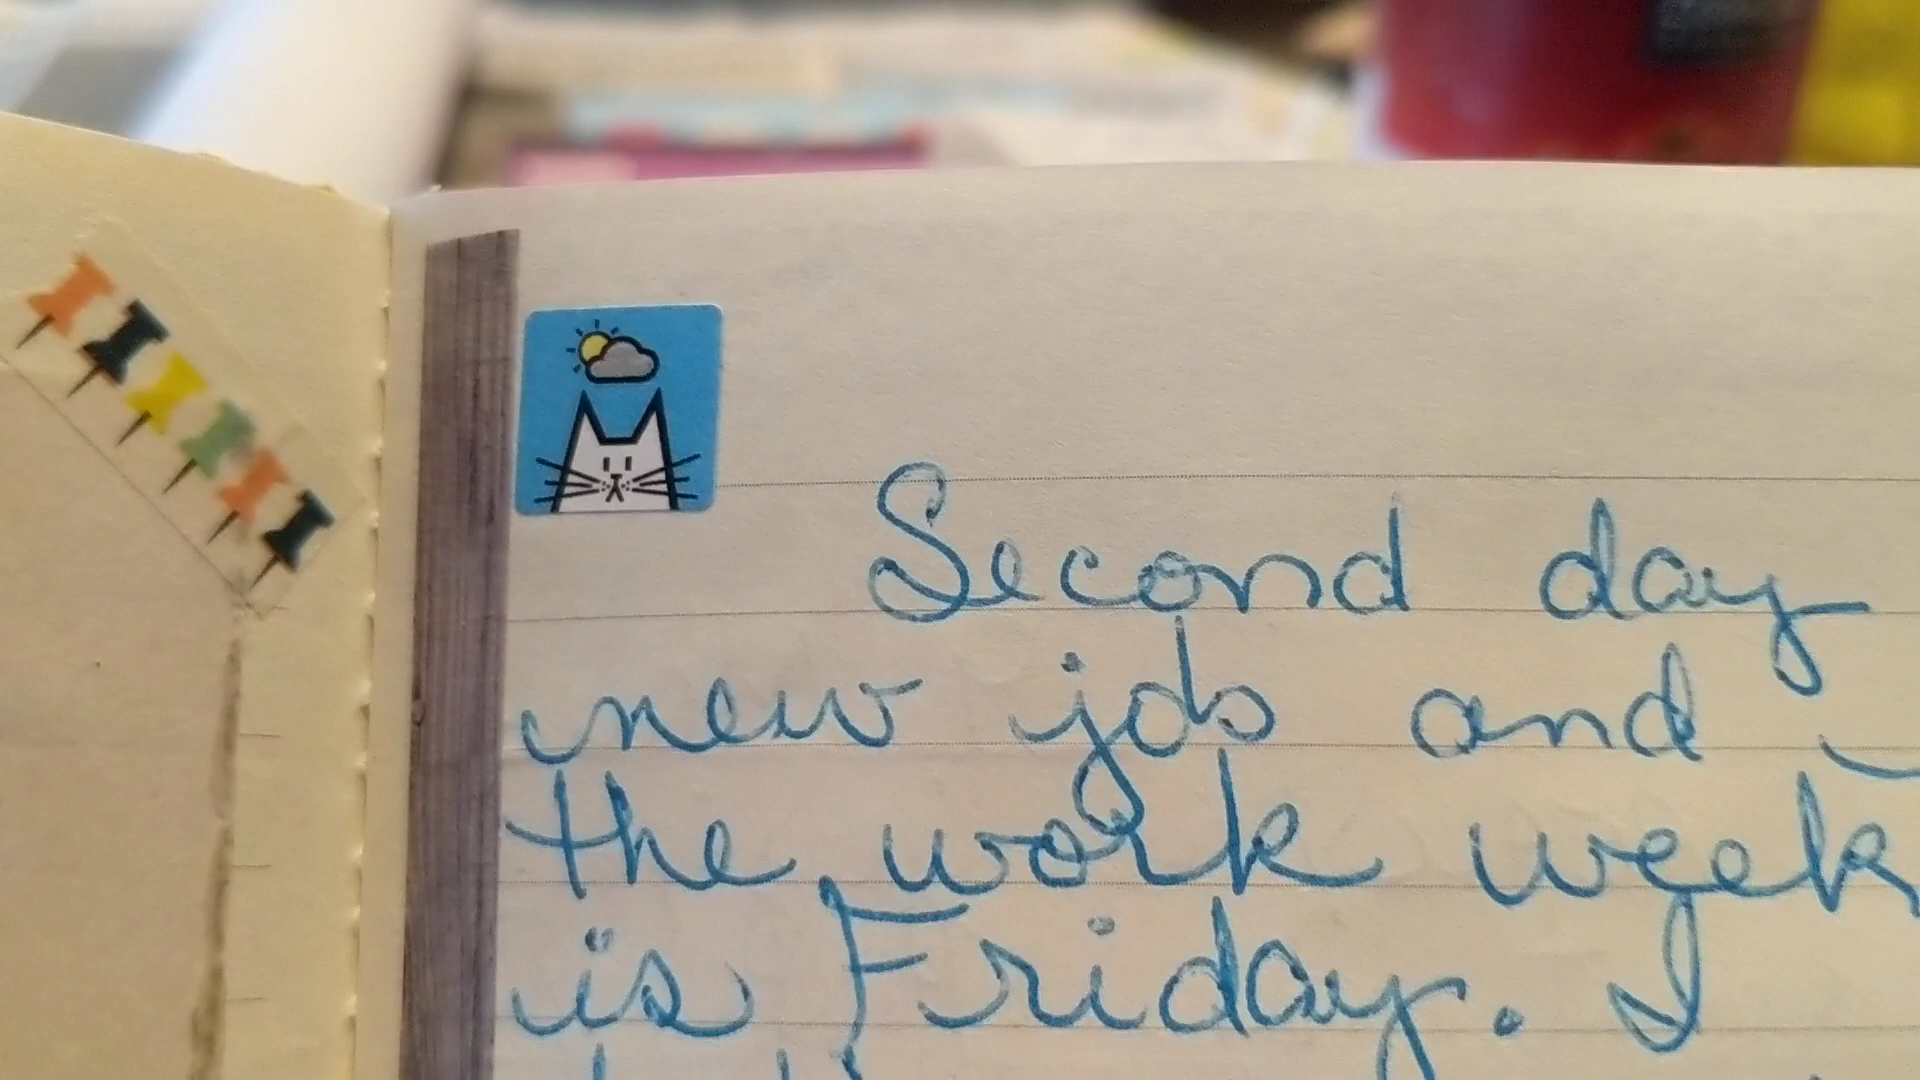 Second day
new job and
the work week
is Friday. I